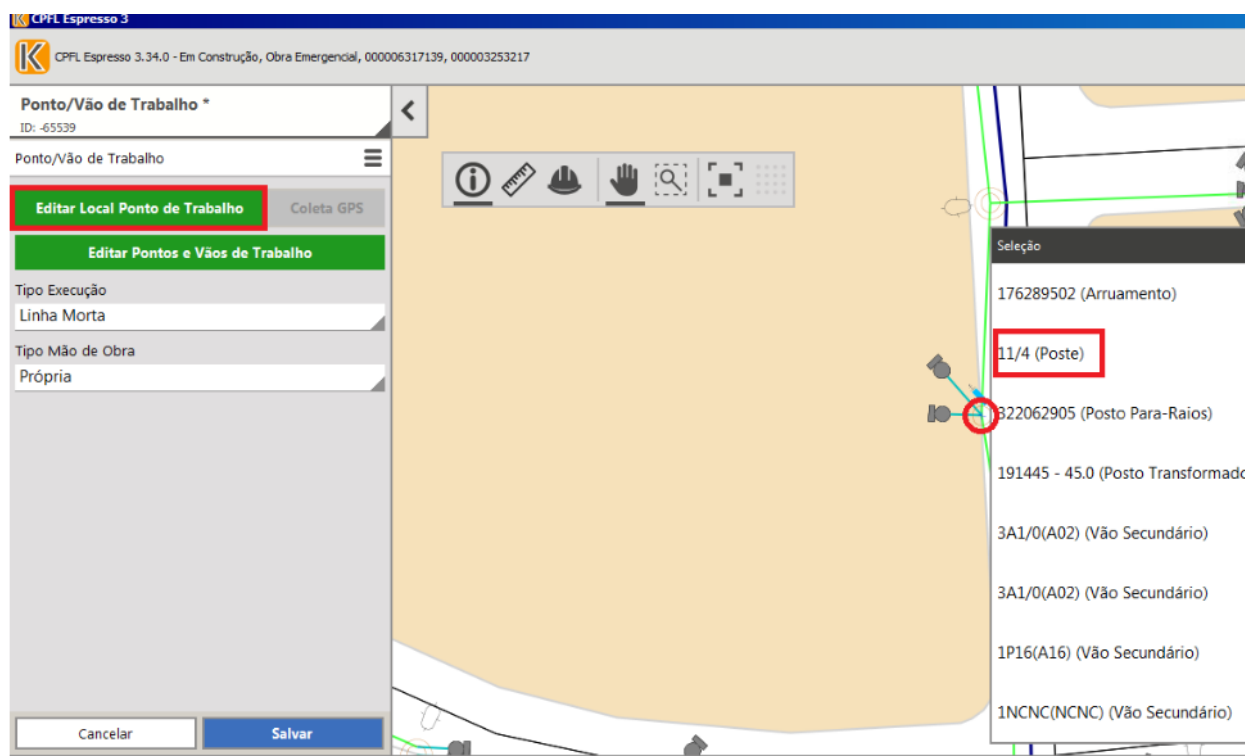 CPFL Espresso 3
CPFL Espresso 3.34.0 - Em Construção, Obra Emergencial, 000006317139, 000003253217
Ponto/Vão de Trabalho *
ID: -65539
Ponto/Vão de Trabalho
Editar Local Ponto de Trabalho
Coleta GPS
Editar Pontos e Vãos de Trabalho
Tipo Execução
Linha Morta
Tipo Mão de Obra
Própria
Cancelar
Salvar
Seleção
176289502 (Arruamento)
11/4 (Poste)
322062905 (Posto Para-Raios)
191445 - 45.0 (Posto Transformado
3A1/0(A02) (Vão Secundário)
3A1/0(A02) (Vão Secundário)
1P16(A16) (Vão Secundário)
1NCNC(NCNC) (Vão Secundário)